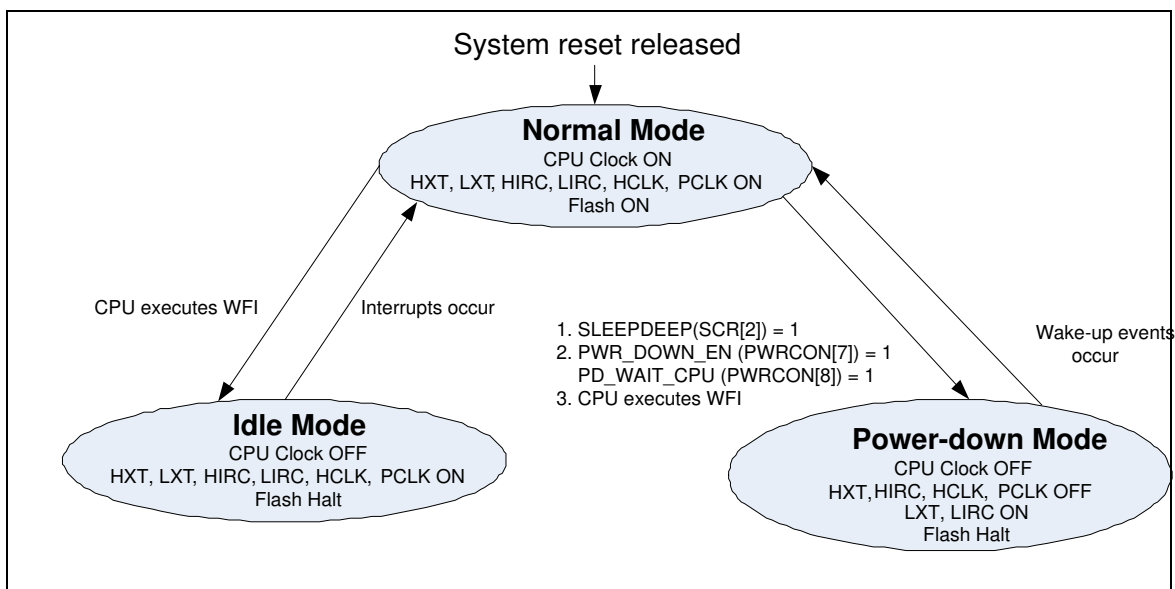 System reset released
Normal Mode
CPU Clock ON
HXT, LXT, HIRC, LIRC, HCLK, PCLK ON
Flash ON
CPU executes WFI
Interrupts occur
1. SLEEPDEEP(SCR[2]) = 1
2. PWR_DOWN_EN (PWRCON[7]) = 1
PD_WAIT_CPU (PWRCON[8]) = 1
3. CPU executes WFI
Wake-up events
occur
Idle Mode
CPU Clock OFF
HXT, LXT, HIRC, LIRC, HCLK, PCLK ON
Flash Halt
Power-down Mode
CPU Clock OFF
HXT, HIRC, HCLK, PCLK OFF
LXT, LIRC ON
Flash Halt